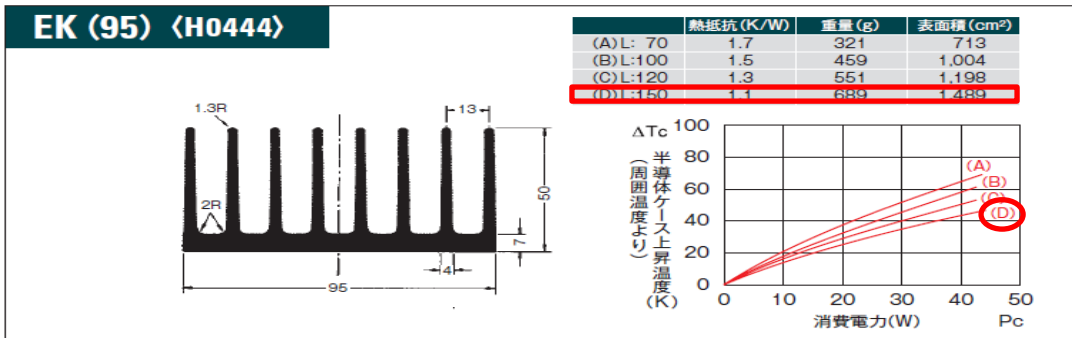 EK (95) 〈H0444〉
熱抵抗(K/W) 重量(g) 表面積(cm²)
(A)L: 70 1.7 321 713
(B)L:100 1.5 459 1,004
(C)L:120 1.3 551 1,198
(D)L:150 1.1 689 1,489
1.3R
13
2R
50
7
4
95
ΔTc
半導体ケース上昇温度
(周囲温度より)
(K)
100
80
60
40
20
0
(A)
(B)
(C)
(D)
0 10 20 30 40 50
消費電力(W) Pc